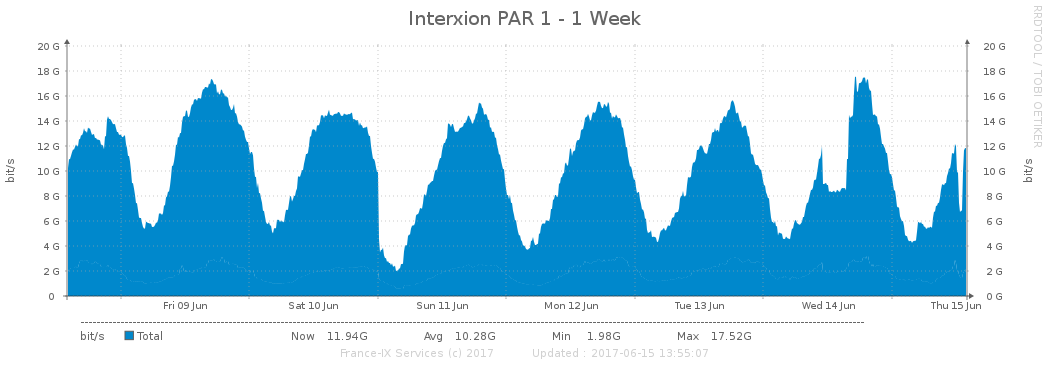 Interxion PAR 1 - 1 Week
RRDTOOL / TOBI OETIKER
20 G 20 G
18 G 18 G
16 G 16 G
14 G 14 G
12 G 12 G
10 G 10 G
8 G 8 G
6 G 6 G
4 G 4 G
2 G 2 G
0 0 G
bit/s
bit/s
Fri 09 Jun Sat 10 Jun Sun 11 Jun Mon 12 Jun Tue 13 Jun Wed 14 Jun Thu 15 Jun
bit/s Total Now 11.94G Avg 10.28G Min 1.98G Max 17.52G
France-IX Services (c) 2017 Updated : 2017-06-15 13:55:07